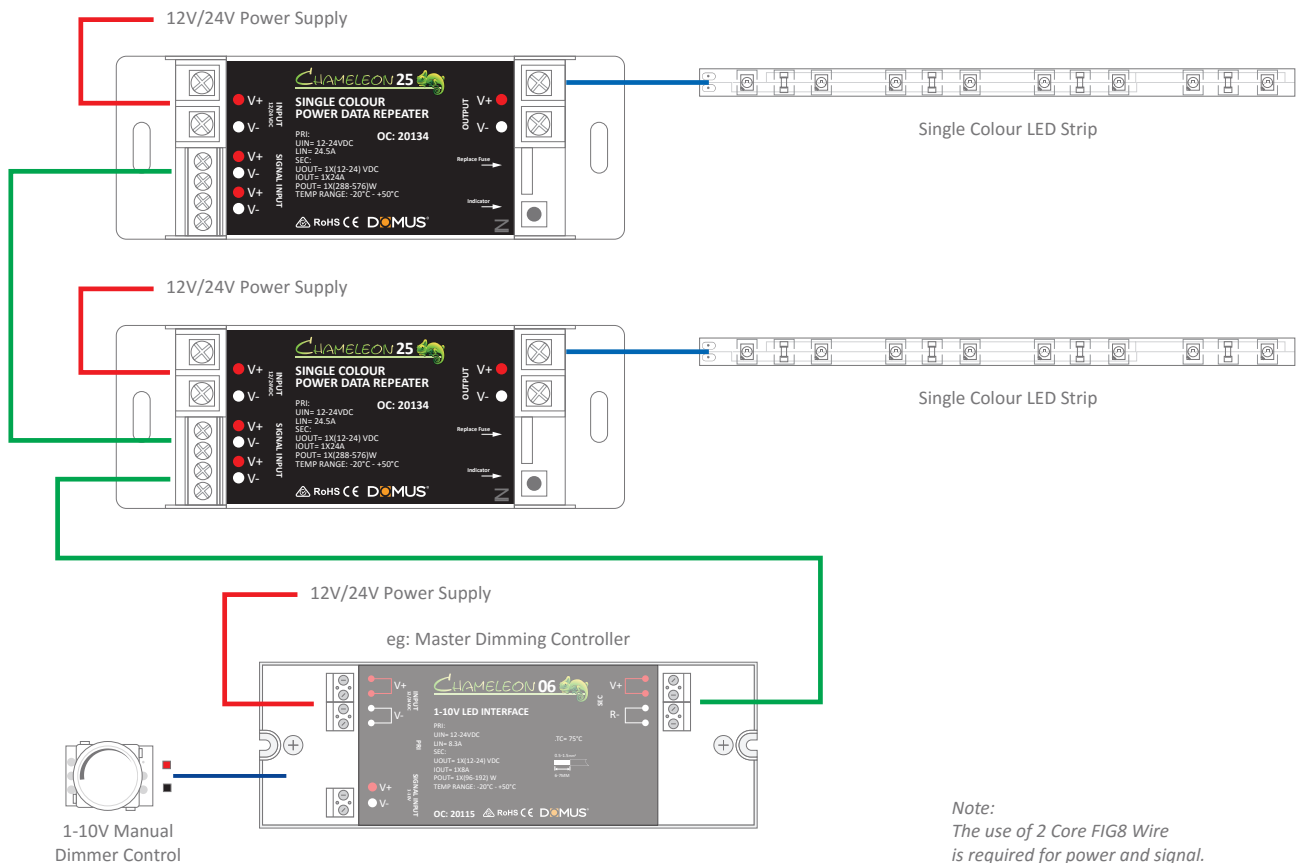 12V/24V Power Supply
CHAMELEON 25
SINGLE COLOUR
POWER DATA REPEATER
OC: 20134
PRI:
UIN= 12-24VDC
LIN= 24.5A
SEC:
UOUT= 1X(12-24) VDC
IOUT= 1X24A
POUT= 1X(288-576)W
TEMP RANGE: -20°C - +50°C
INPUT
12/24VDC
V+
V-
SIGNAL INPUT
V+
V-
V+
V-
OUTPUT
V+
V-
Replace Fuse
Indicator
RoHS CE DOMUS
Single Colour LED Strip
12V/24V Power Supply
CHAMELEON 25
SINGLE COLOUR
POWER DATA REPEATER
OC: 20134
PRI:
UIN= 12-24VDC
LIN= 24.5A
SEC:
UOUT= 1X(12-24) VDC
IOUT= 1X24A
POUT= 1X(288-576)W
TEMP RANGE: -20°C - +50°C
INPUT
12/24VDC
V+
V-
SIGNAL INPUT
V+
V-
V+
V-
OUTPUT
V+
V-
Replace Fuse
Indicator
RoHS CE DOMUS
Single Colour LED Strip
12V/24V Power Supply
eg: Master Dimming Controller
CHAMELEON 06
1-10V LED INTERFACE
PRI:
UIN= 12-24VDC
LIN= 8.3A
SEC:
UOUT= 1X(12-24) VDC
IOUT= 1X8A
POUT= 1X(96-192) W
TEMP RANGE: -20°C - +50°C
.TC= 75°C
INPUT
V+
V-
PRI
SIGNAL INPUT
1-10V
V+
V-
SEC
V+
R-
OC: 20115 RoHS CE DOMUS
1-10V Manual
Dimmer Control
Note:
The use of 2 Core FIG8 Wire
is required for power and signal.